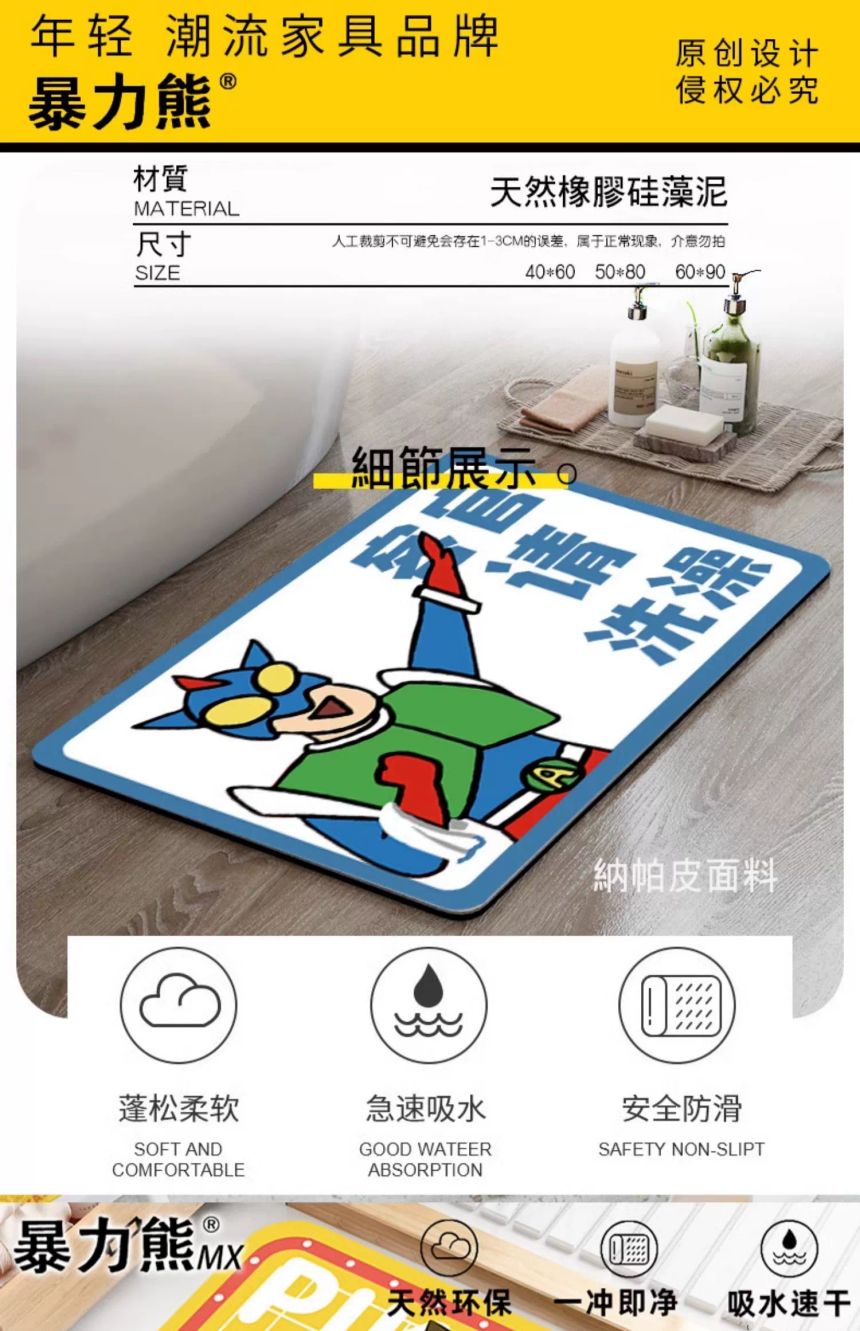 年轻 潮流家具品牌
暴力熊®
原创设计
侵权必究
材質
MATERIAL
天然橡膠硅藻泥
尺寸
SIZE
人工裁剪不可避免会存在1-3CM的误差，属于正常现象，介意勿拍
40*60 50*80 60*90
細節展示
客官
请
洗澡
A
納帕皮面料
蓬松柔软
SOFT AND
COMFORTABLE
急速吸水
GOOD WATEER
ABSORPTION
安全防滑
SAFETY NON-SLIPT
暴力熊®MX
天然环保
一冲即净
吸水速干